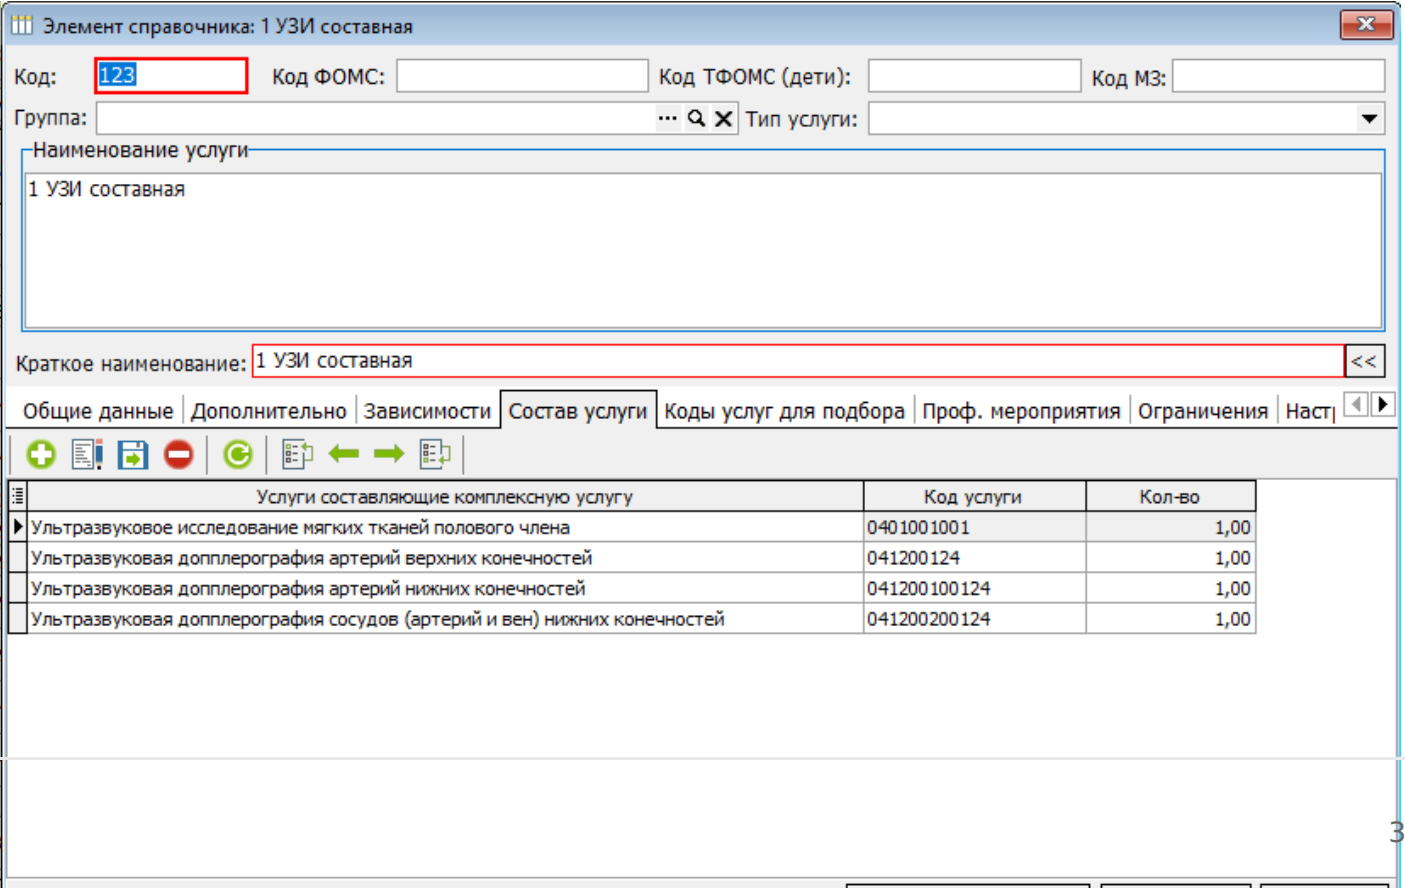 Элемент справочника: 1 УЗИ составная
Код: 123 Код ФОМС: Код ТФОМС (дети): Код МЗ:
Группа: Тип услуги:
Наименование услуги
1 УЗИ составная
Краткое наименование: 1 УЗИ составная <<
Общие данные Дополнительно Зависимости Состав услуги Коды услуг для подбора Проф. мероприятия Ограничения
Услуги составляющие комплексную услугу Код услуги Кол-во
Ультразвуковое исследование мягких тканей полового члена 0401001001 1,00
Ультразвуковая допплерография артерий верхних конечностей 041200124 1,00
Ультразвуковая допплерография артерий нижних конечностей 041200100124 1,00
Ультразвуковая допплерография сосудов (артерий и вен) нижних конечностей 041200200124 1,00
3